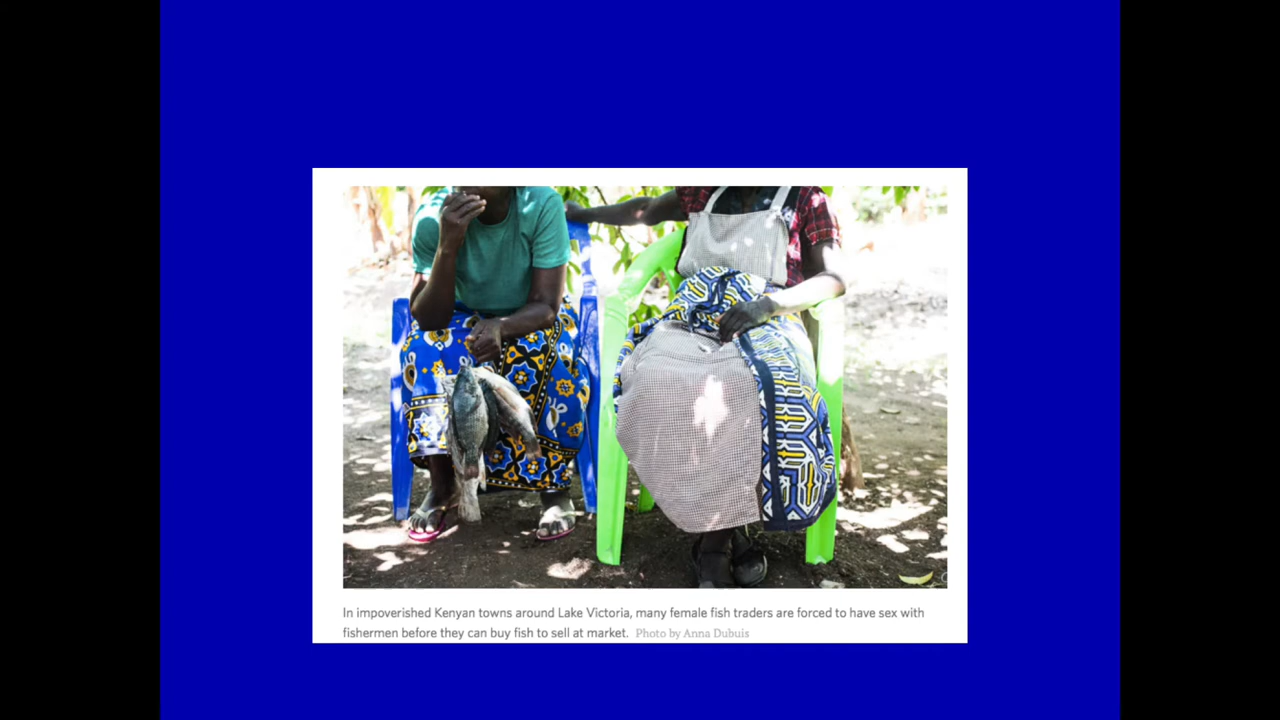 In impoverished Kenyan towns around Lake Victoria, many female fish traders are forced to have sex with
fishermen before they can buy fish to sell at market. Photo by Anna Dubuis